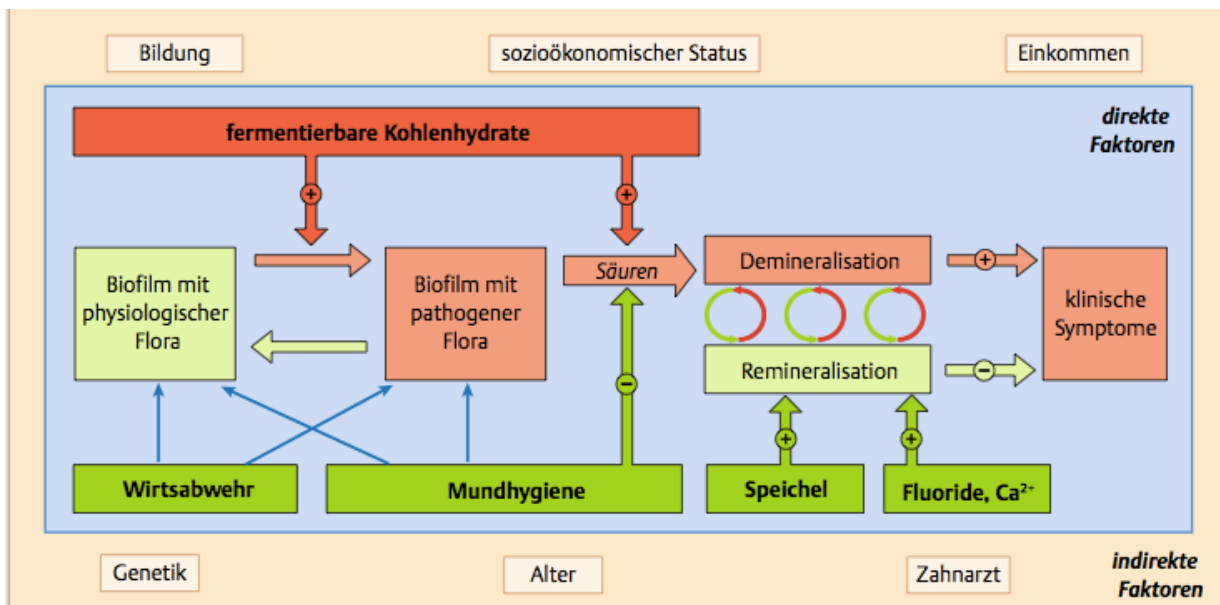 Bildung
sozioökonomischer Status
Einkommen
fermentierbare Kohlenhydrate
direkte
Faktoren
+
+
Biofilm mit
physiologischer
Flora
Biofilm mit
pathogener
Flora
Säuren
Demineralisation
+
klinische
Symptome
Remineralisation
−
−
+
+
Wirtsabwehr
Mundhygiene
Speichel
Fluoride, Ca²⁺
Genetik
Alter
Zahnarzt
indirekte
Faktoren